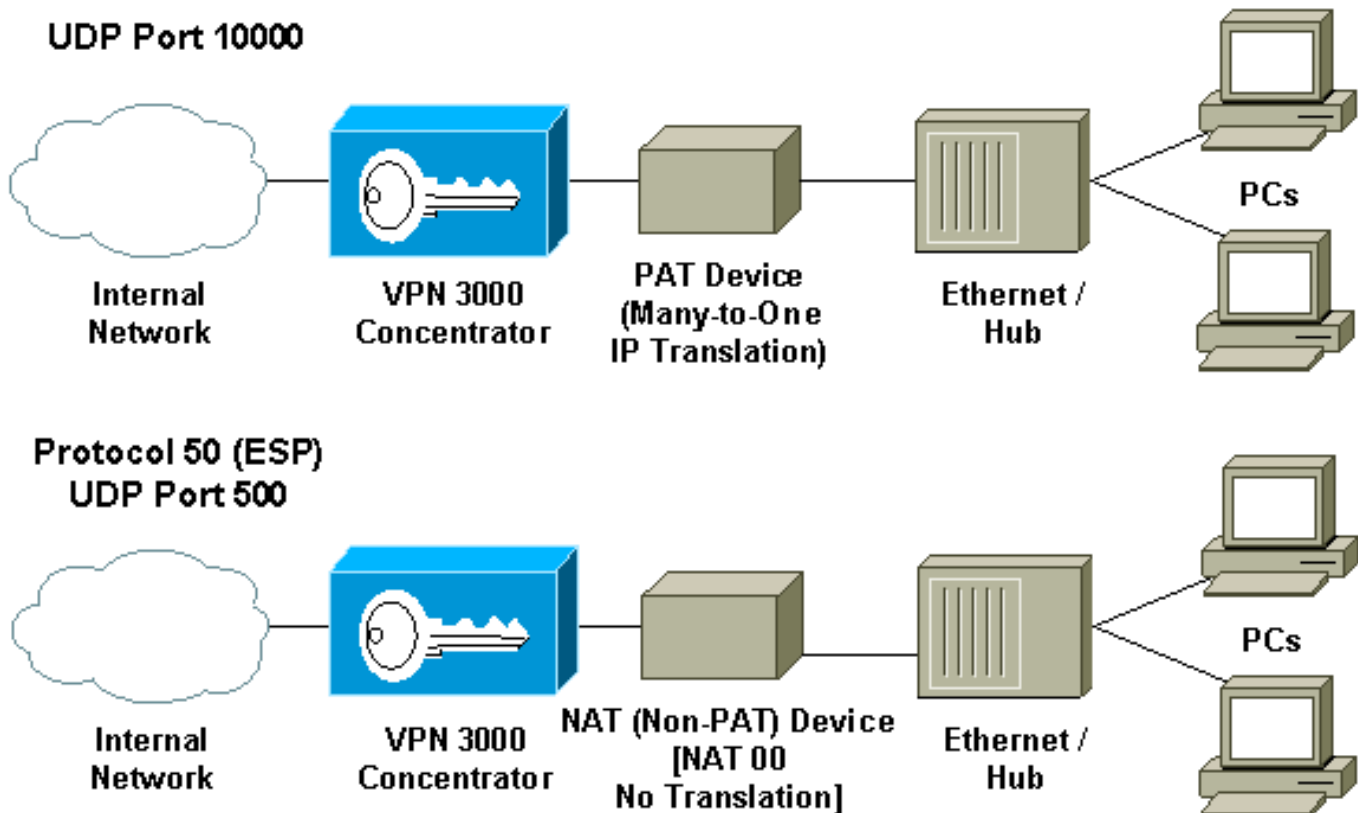 UDP Port 10000
PCs
Internal
Network
VPN 3000
Concentrator
PAT Device
(Many-to-One
IP Translation)
Ethernet /
Hub
Protocol 50 (ESP)
UDP Port 500
PCs
Internal
Network
VPN 3000
Concentrator
NAT (Non-PAT) Device
[NAT 00
No Translation]
Ethernet /
Hub